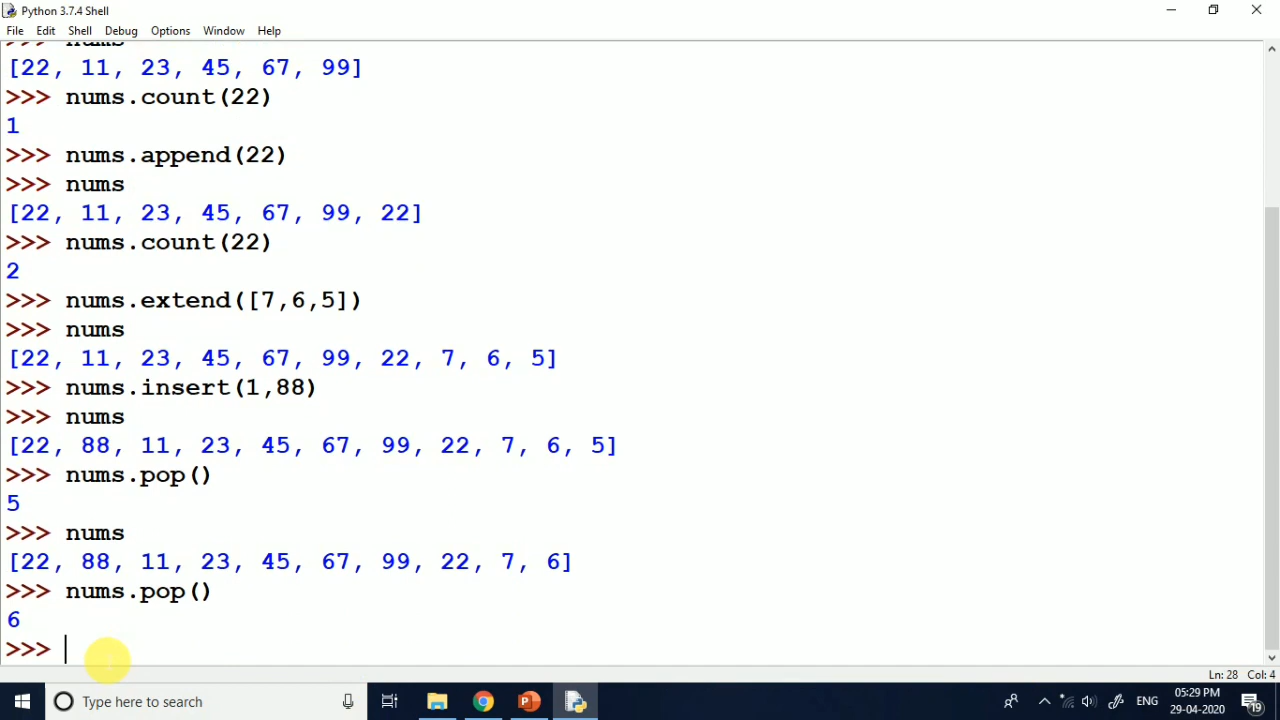 Python 3.7.4 Shell
File Edit Shell Debug Options Window Help
>>> nums
[22, 11, 23, 45, 67, 99]
>>> nums.count(22)
1
>>> nums.append(22)
>>> nums
[22, 11, 23, 45, 67, 99, 22]
>>> nums.count(22)
2
>>> nums.extend([7,6,5])
>>> nums
[22, 11, 23, 45, 67, 99, 22, 7, 6, 5]
>>> nums.insert(1,88)
>>> nums
[22, 88, 11, 23, 45, 67, 99, 22, 7, 6, 5]
>>> nums.pop()
5
>>> nums
[22, 88, 11, 23, 45, 67, 99, 22, 7, 6]
>>> nums.pop()
6
>>>
Ln: 28 Col: 4
Type here to search
ENG
05:29 PM
29-04-2020
19